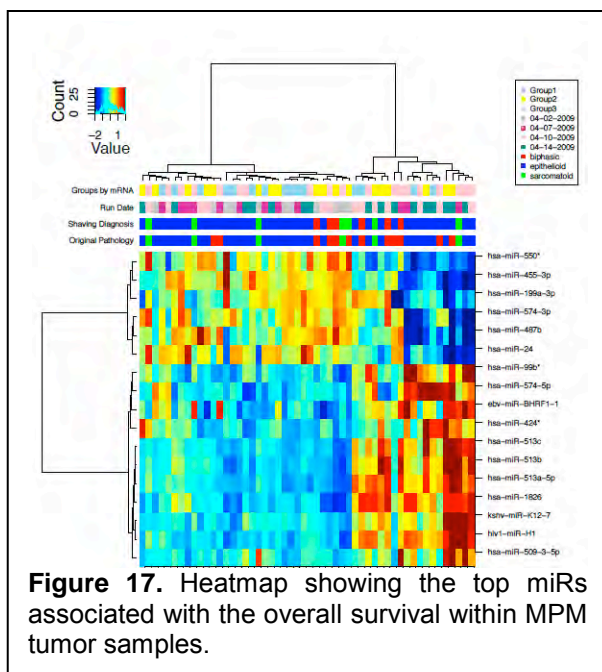 Count
0 25
−2 1
Value
Group1
Group2
Group3
04−02−2009
04−07−2009
04−10−2009
04−14−2009
biphasic
epithelioid
sarcomatoid
Groups by mRNA
Run Date
Shaving Diagnosis
Original Pathology
hsa−miR−550*
hsa−miR−455−3p
hsa−miR−199a−3p
hsa−miR−574−3p
hsa−miR−487b
hsa−miR−24
hsa−miR−99b*
hsa−miR−574−5p
ebv−miR−BHRF1−1
hsa−miR−424*
hsa−miR−513c
hsa−miR−513b
hsa−miR−513a−5p
hsa−miR−1826
kshv−miR−K12−7
hiv1−miR−H1
hsa−miR−509−3−5p
Figure 17. Heatmap showing the top miRs
associated with the overall survival within MPM
tumor samples.